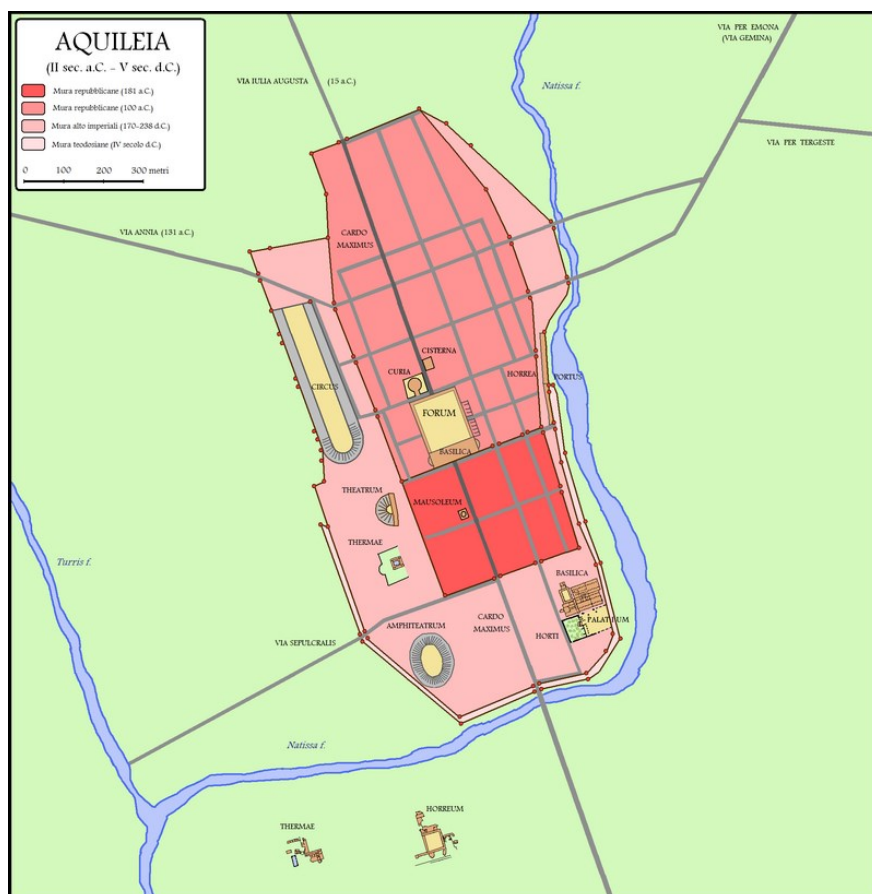 AQUILEIA
(II sec. a.C. - V sec. d.C.)
Mura repubblicane (181 a.C.)
Mura repubblicane (100 a.C.)
Mura alto imperiali (170-238 d.C.)
Mura teodosiane (IV secolo d.C.)
0 100 200 300 metri
VIA PER EMONA
(VIA GEMINA)
VIA IULIA AUGUSTA (15 a.C.)
Natissa f.
VIA PER TERGESTE
VIA ANNIA (131 a.C.)
CARDO
MAXIMUS
CISTERNA
CURIA
HORREA
PORTUS
CIRCUS
FORUM
BASILICA
THEATRUM
MAUSOLEUM
THERMAE
Turris f.
BASILICA
PALATIUM
AMPHITEATRUM
CARDO
MAXIMUS
HORTI
VIA SEPULCRALIS
Natissa f.
HORREUM
THERMAE